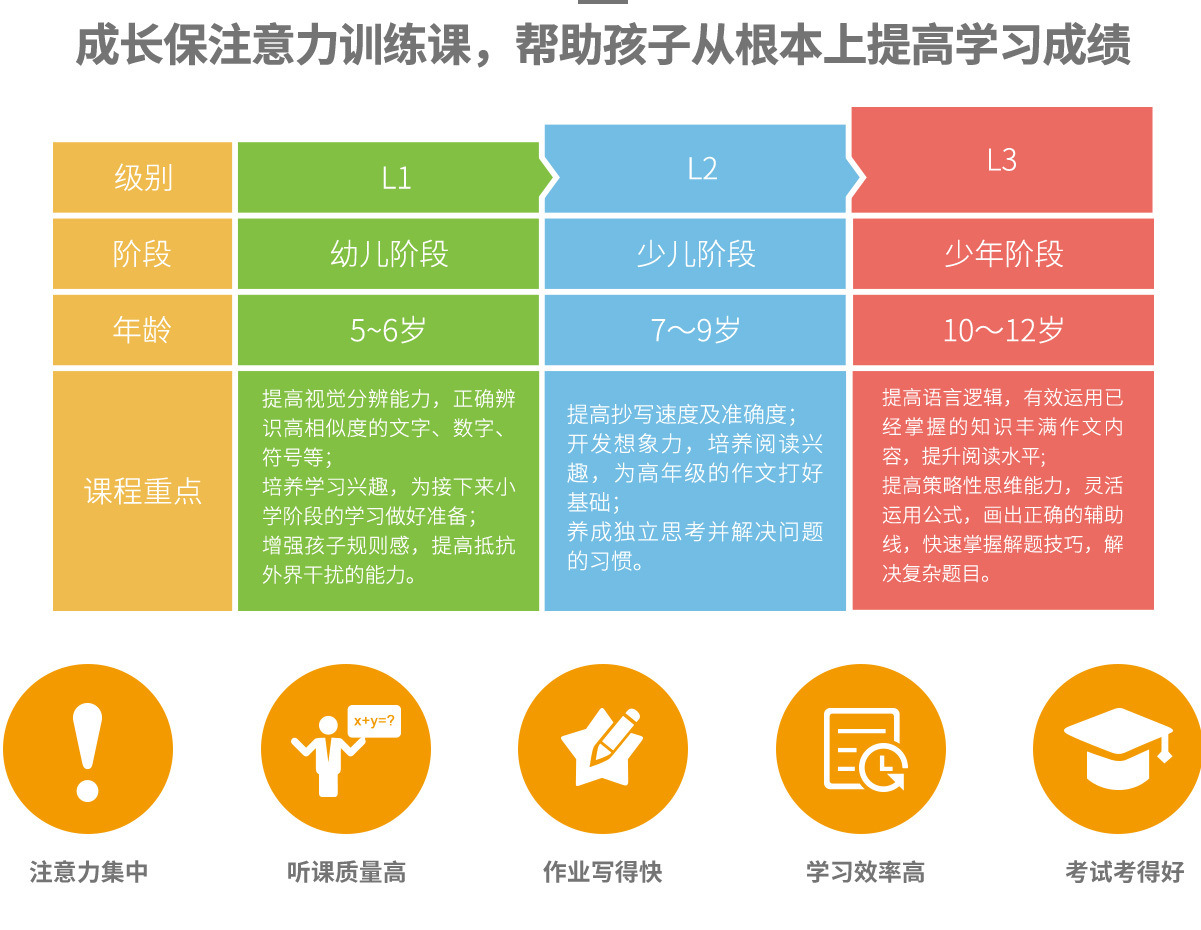 成长保注意力训练课，帮助孩子从根本上提高学习成绩
级别
L1
L2
L3
阶段
幼儿阶段
少儿阶段
少年阶段
年龄
5~6岁
7～9岁
10～12岁
课程重点
提高视觉分辨能力，正确辨
识高相似度的文字、数字、
符号等；
培养学习兴趣，为接下来小
学阶段的学习做好准备；
增强孩子规则感，提高抵抗
外界干扰的能力。
提高抄写速度及准确度；
开发想象力，培养阅读兴
趣，为高年级的作文打好
基础；
养成独立思考并解决问题
的习惯。
提高语言逻辑，有效运用已
经掌握的知识丰满作文内
容，提升阅读水平;
提高策略性思维能力，灵活
运用公式，画出正确的辅助
线，快速掌握解题技巧，解
决复杂题目。
x+y=?
注意力集中
听课质量高
作业写得快
学习效率高
考试考得好